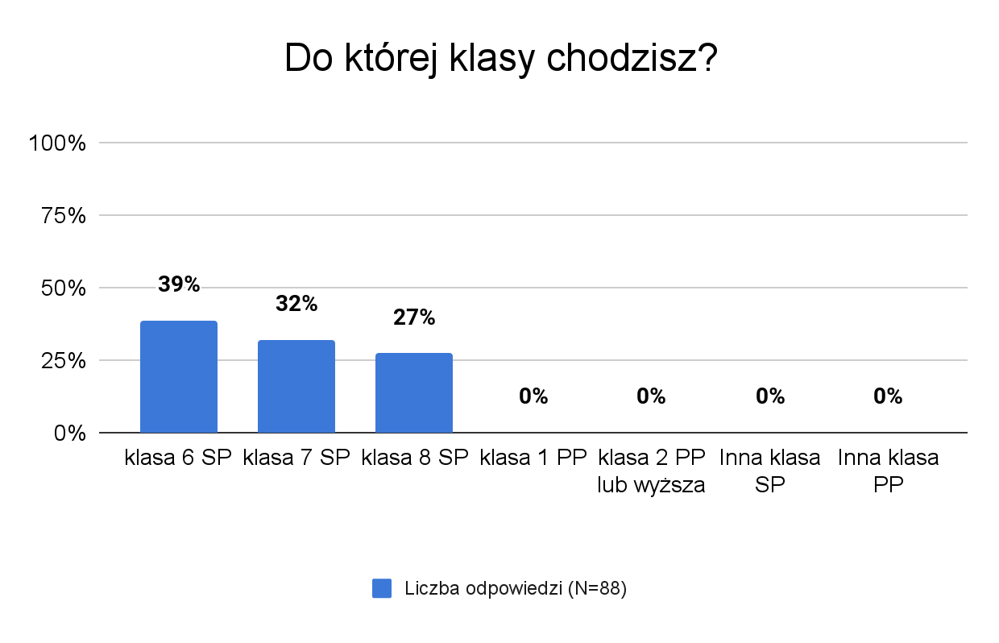 Do której klasy chodzisz?
100%
75%
50%
25%
0%
39%
32%
27%
0%
0%
0%
0%
klasa 6 SP
klasa 7 SP
klasa 8 SP
klasa 1 PP
klasa 2 PP
lub wyższa
Inna klasa
SP
Inna klasa
PP
Liczba odpowiedzi (N=88)